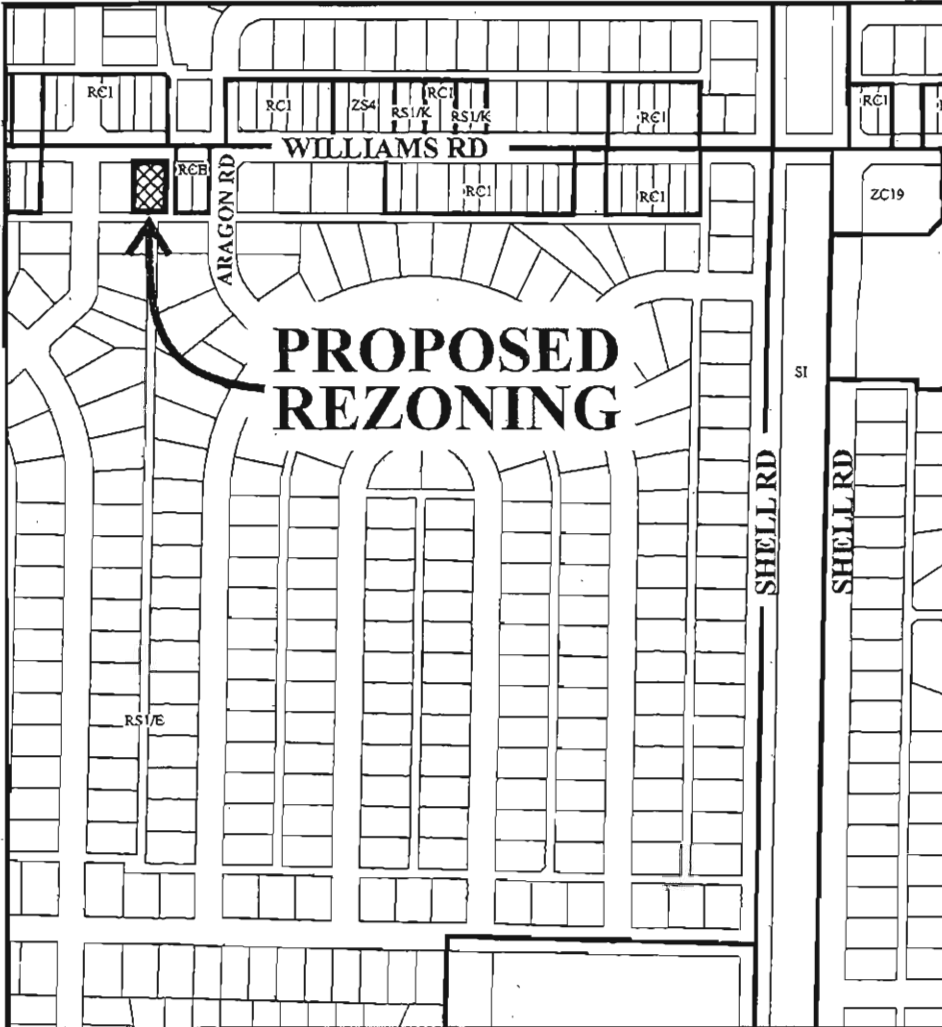 RC1
RC1
ZS4
RS1/K
RC1
RS1/K
RC1
RC1
WILLIAMS RD
RCH
ARAGON RD
RC1
RC1
ZC19
PROPOSED
REZONING
SI
SHELL RD
SHELL RD
RS1/E